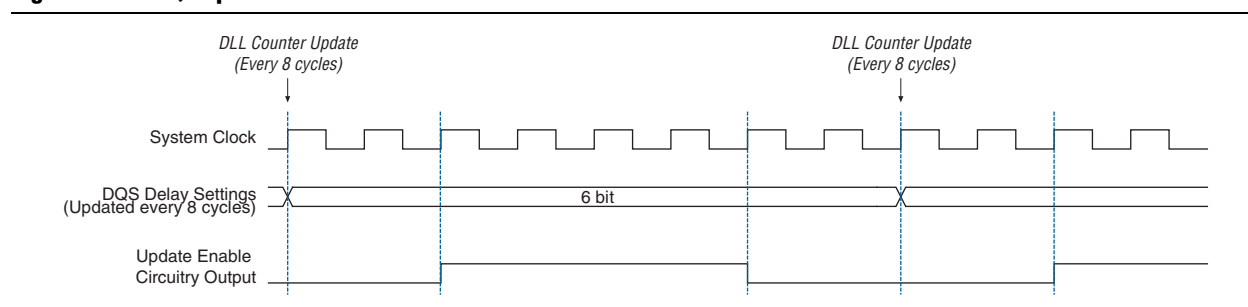 DLL Counter Update
(Every 8 cycles)
DLL Counter Update
(Every 8 cycles)
System Clock
DQS Delay Settings
(Updated every 8 cycles)
6 bit
Update Enable
Circuitry Output